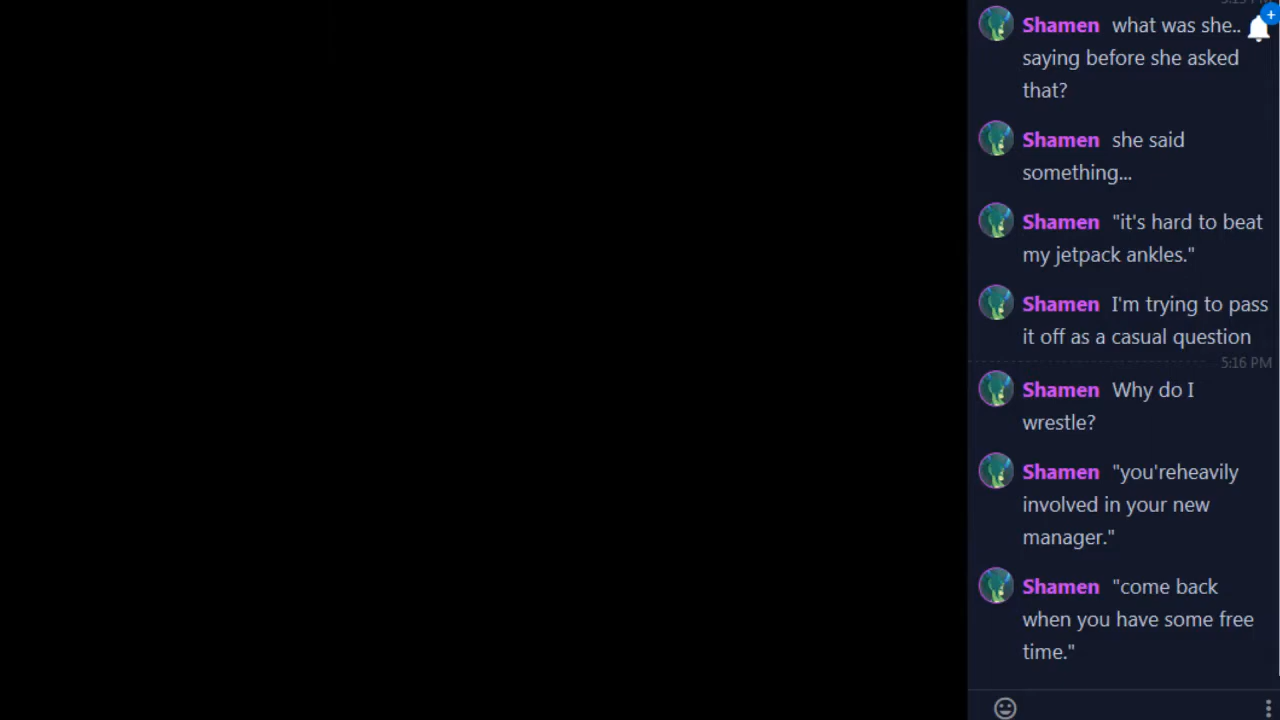 Shamen what was she..
saying before she asked
that?
Shamen she said
something...
Shamen "it's hard to beat
my jetpack ankles."
Shamen I'm trying to pass
it off as a casual question
5:16 PM
Shamen Why do I
wrestle?
Shamen "you'reheavily
involved in your new
manager."
Shamen "come back
when you have some free
time."